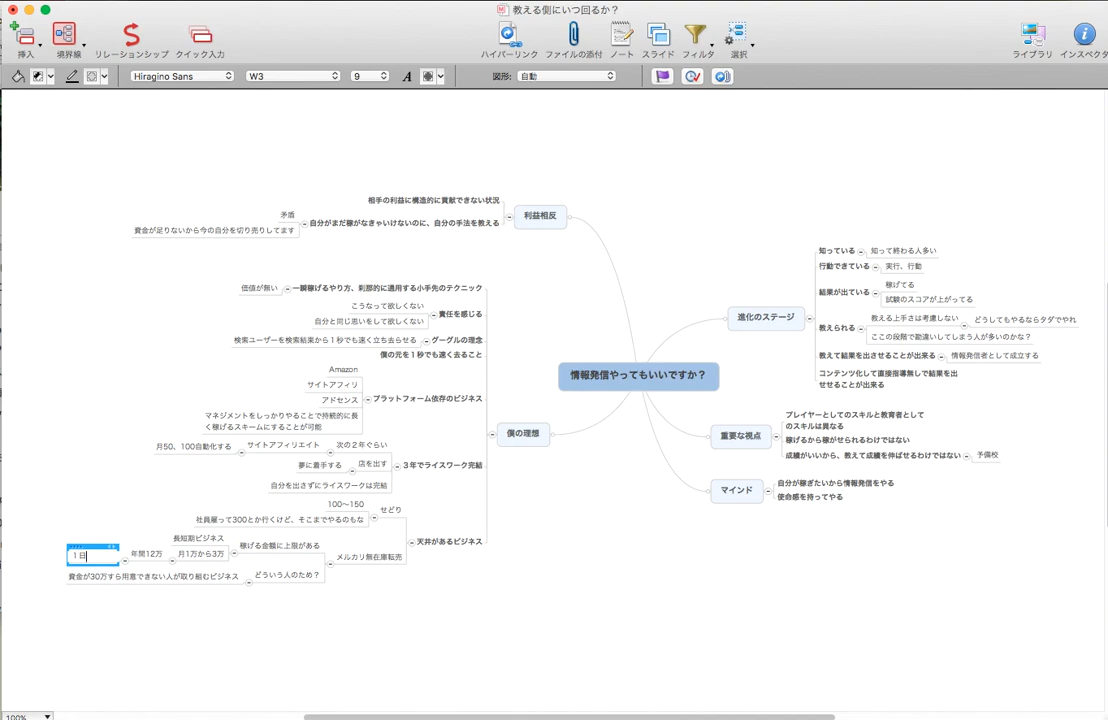 教える側にいつ回るか？
挿入
境界線
リレーションシップ
クイック入力
ハイパーリンク
ファイルの添付
ノート
スライド
フィルタ
選択
ライブラリ
インスペクタ
Hiragino Sans
W3
9
A
図形:
自動
相手の利益に構造的に貢献できない状況
利益相反
矛盾
自分がまだ稼がなきゃいけないのに、自分の手法を教える
資金が足りないから今の自分を切り売りしてます
価値が無い
一瞬稼げるやり方、刹那的に通用する小手先のテクニック
こうなって欲しくない
責任を感じる
自分と同じ思いをして欲しくない
検索ユーザーを検索結果から１秒でも速く立ち去らせる
グーグルの理念
僕の元を１秒でも速く去ること
Amazon
サイトアフィリ
アドセンス
プラットフォーム依存のビジネス
マネジメントをしっかりやることで持続的に長
く稼げるスキームにすることが可能
僕の理想
月50、100自動化する
サイトアフィリエイト
次の２年ぐらい
夢に着手する
店を出す
３年でライスワーク完結
自分を出さずにライスワークは完結
100〜150
せどり
社員雇って300とか行くけど、そこまでやるのもな
長短期ビジネス
稼げる金額に上限がある
天井があるビジネス
１日
年間12万
月1万から3万
メルカリ無在庫転売
資金が30万すら用意できない人が取り組むビジネス
どういう人のため？
情報発信やってもいいですか？
進化のステージ
知っている
知って終わる人多い
行動できている
実行、行動
結果が出ている
稼げてる
試験のスコアが上がってる
教えられる
教える上手さは考慮しない
どうしてもやるならタダでやれ
ここの段階で勘違いしてしまう人が多いのかな？
教えて結果を出させることが出来る
情報発信者として成立する
コンテンツ化して直接指導無しで結果を出
せせることが出来る
重要な視点
プレイヤーとしてのスキルと教育者として
のスキルは異なる
稼げるから稼がせられるわけではない
成績がいいから、教えて成績を伸ばせるわけではない
予備校
マインド
自分が稼ぎたいから情報発信をやる
使命感を持ってやる
100%